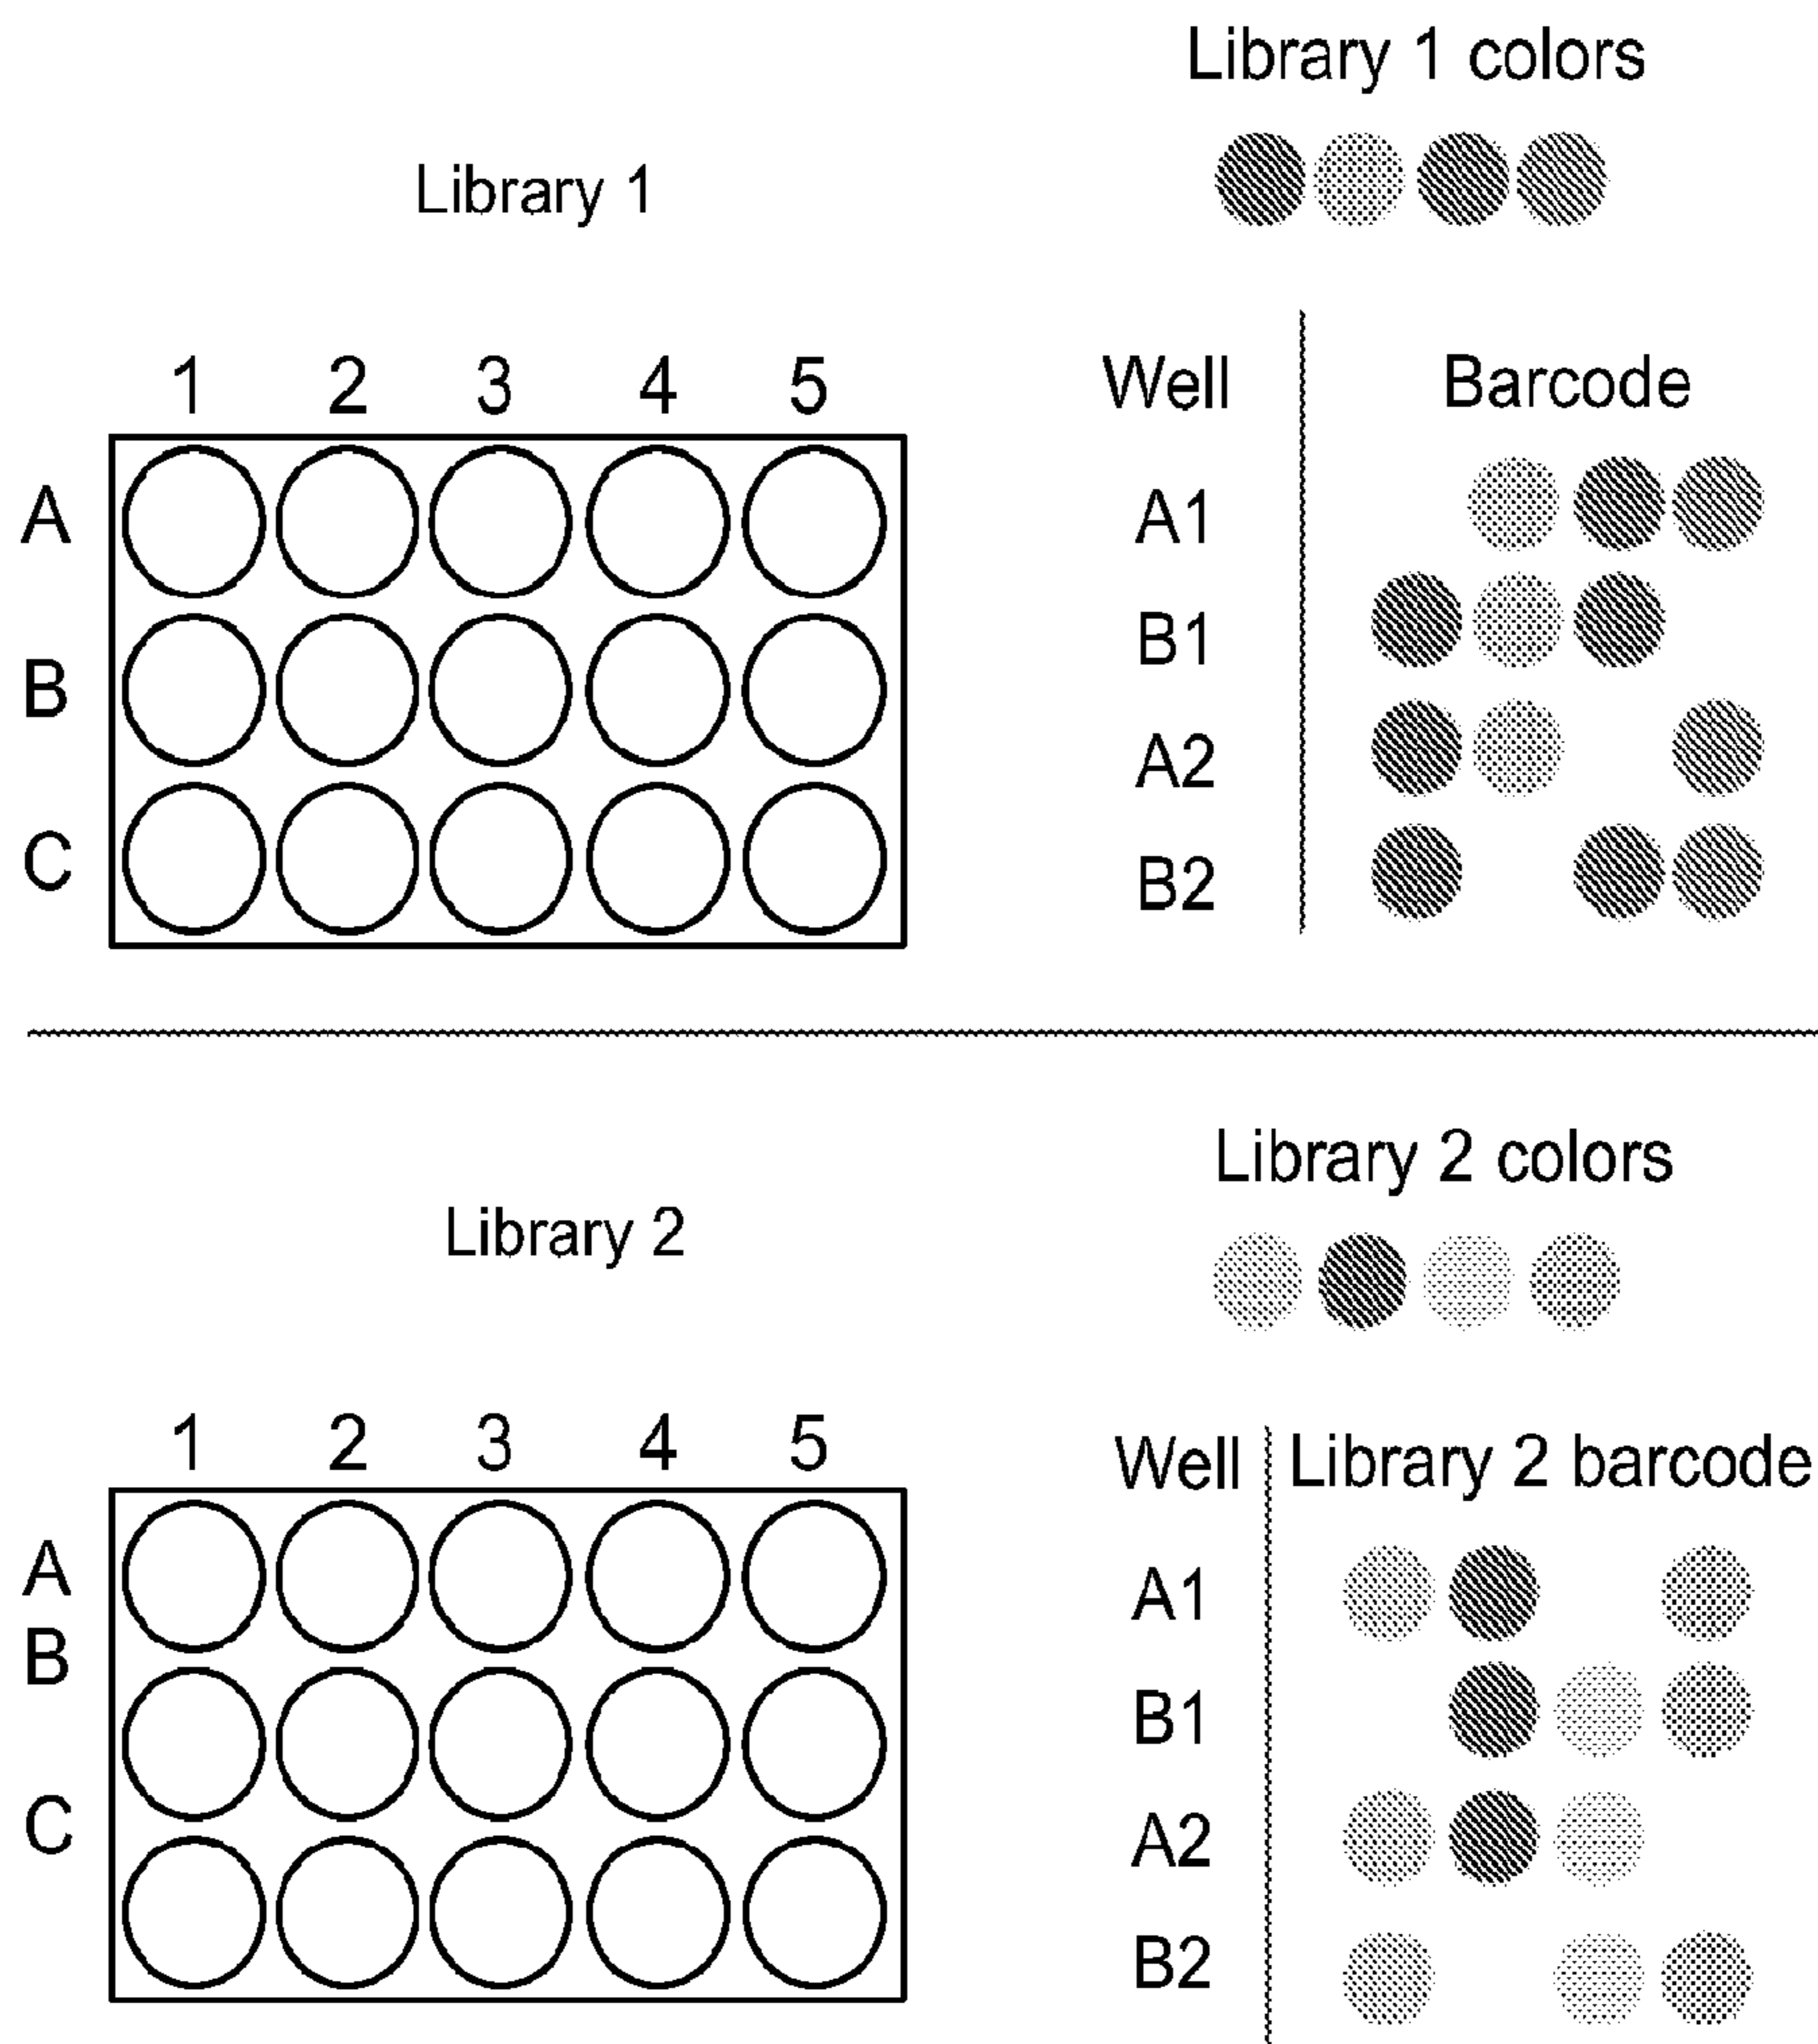 Library 1 colors
Library 1
1 2 3 4 5
A
B
C
Well Barcode
A1
B1
A2
B2
Library 2 colors
Library 2
1 2 3 4 5
A
B
C
Well Library 2 barcode
A1
B1
A2
B2